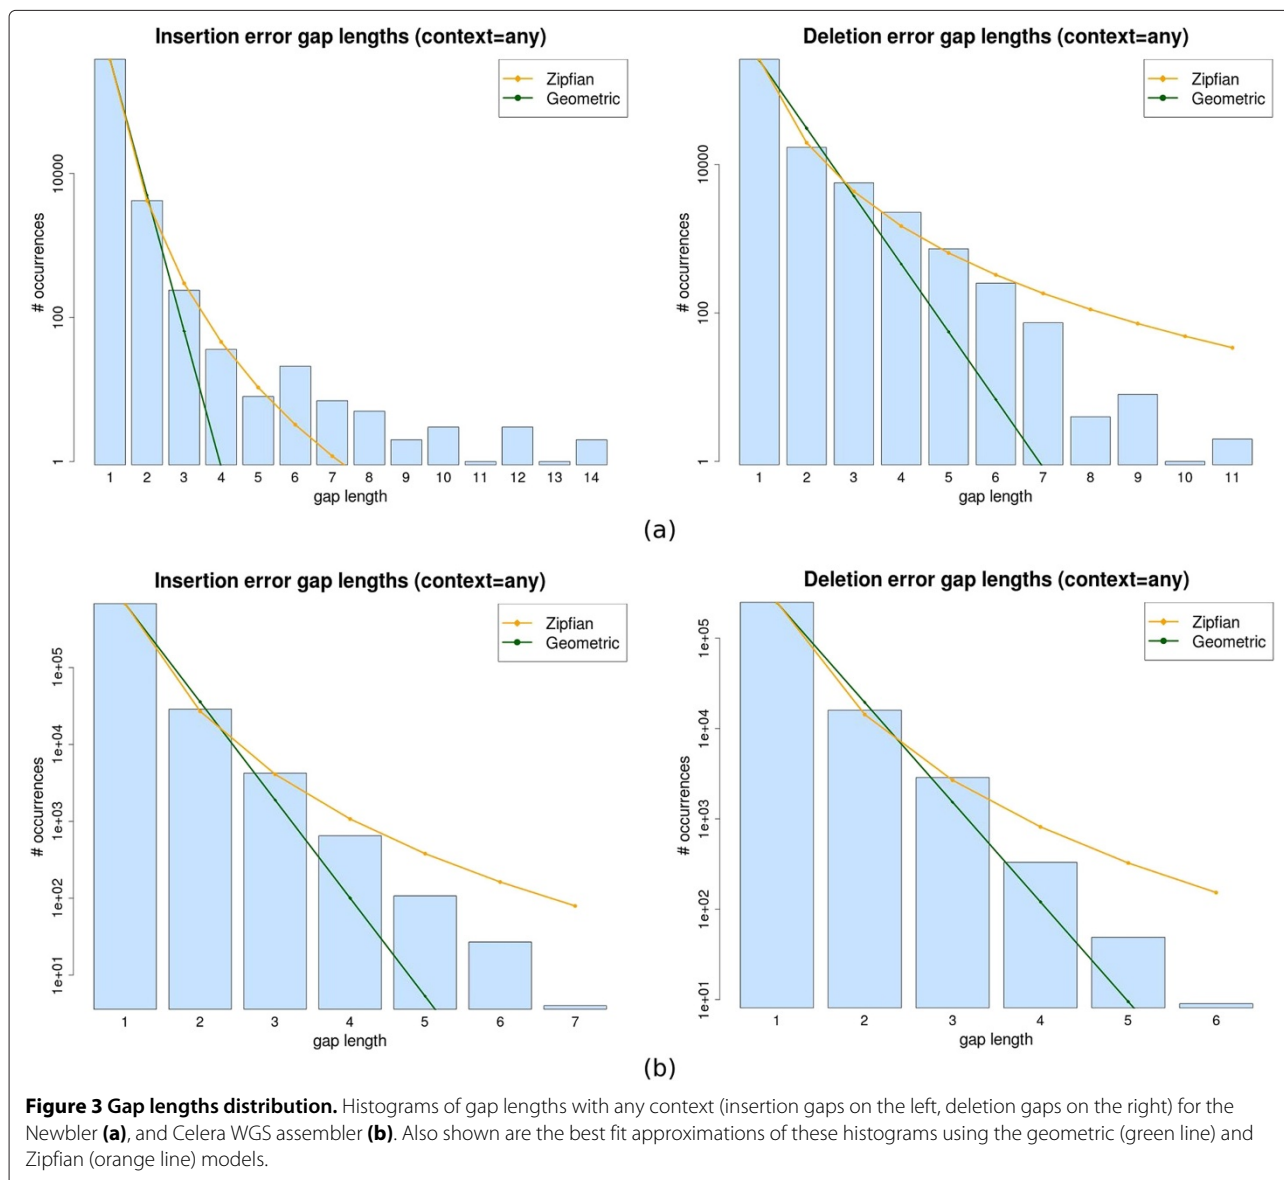 Insertion error gap lengths (context=any)
Zipfian
Geometric
# occurrences
10000
100
1
1 2 3 4 5 6 7 8 9 10 11 12 13 14
gap length
Deletion error gap lengths (context=any)
Zipfian
Geometric
# occurrences
10000
100
1
1 2 3 4 5 6 7 8 9 10 11
gap length
(a)
Insertion error gap lengths (context=any)
Zipfian
Geometric
# occurrences
1e+05
1e+04
1e+03
1e+02
1e+01
1 2 3 4 5 6 7
gap length
Deletion error gap lengths (context=any)
Zipfian
Geometric
# occurrences
1e+05
1e+04
1e+03
1e+02
1e+01
1 2 3 4 5 6
gap length
(b)
Figure 3 Gap lengths distribution. Histograms of gap lengths with any context (insertion gaps on the left, deletion gaps on the right) for the
Newbler (a), and Celera WGS assembler (b). Also shown are the best fit approximations of these histograms using the geometric (green line) and
Zipfian (orange line) models.